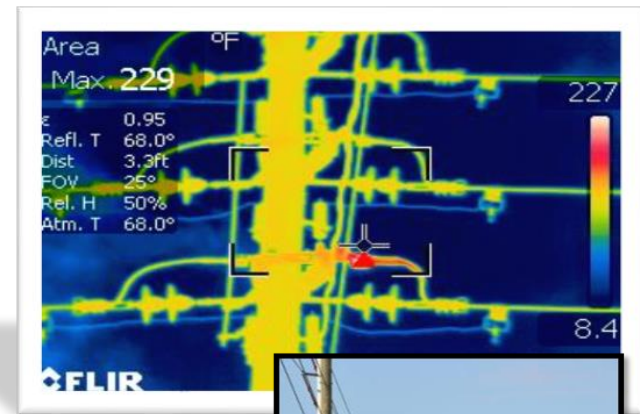 Area °F
Max. 229
227
ε 0.95
Refl. T 68.0°
Dist 3.3ft
FOV 25°
Rel. H 50%
Atm. T 68.0°
8.4
FLIR